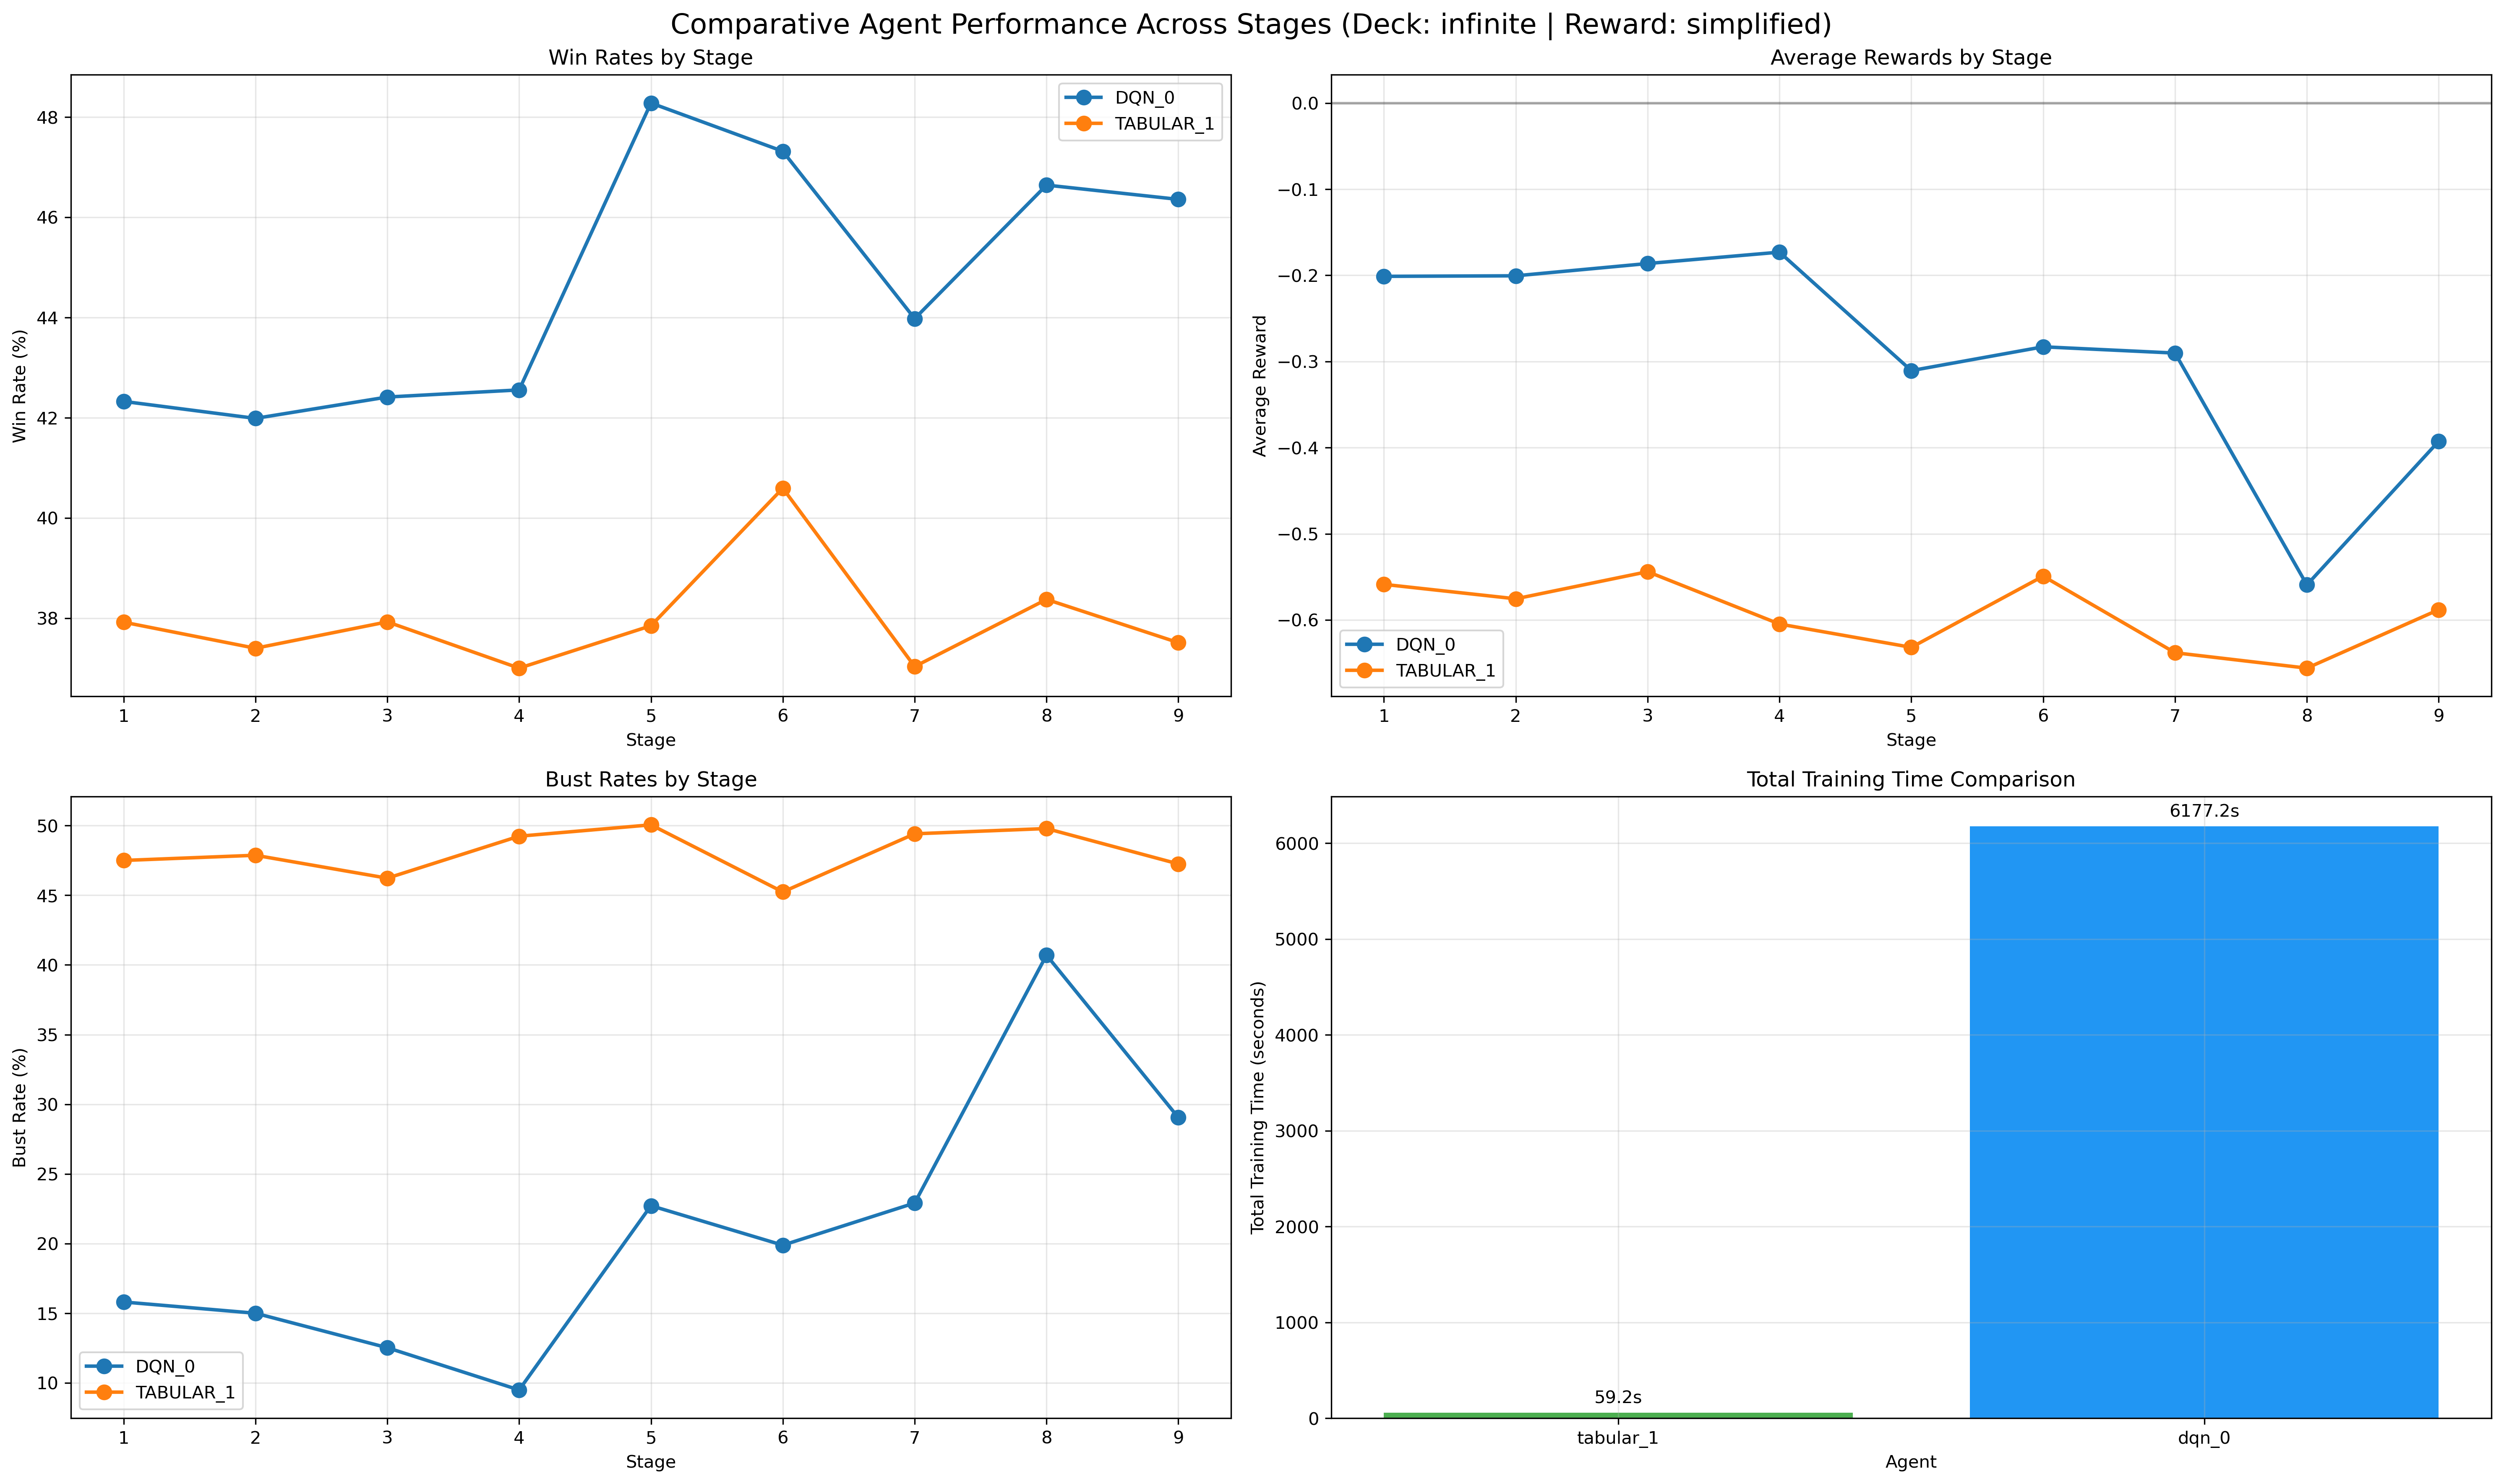 Comparative Agent Performance Across Stages (Deck: infinite | Reward: simplified)
Win Rates by Stage
Win Rate (%)
48
46
44
42
40
38
DQN_0
TABULAR_1
1 2 3 4 5 6 7 8 9
Stage
Average Rewards by Stage
Average Reward
0.0
−0.1
−0.2
−0.3
−0.4
−0.5
−0.6
DQN_0
TABULAR_1
1 2 3 4 5 6 7 8 9
Stage
Bust Rates by Stage
Bust Rate (%)
50
45
40
35
30
25
20
15
10
DQN_0
TABULAR_1
1 2 3 4 5 6 7 8 9
Stage
Total Training Time Comparison
Total Training Time (seconds)
6000
5000
4000
3000
2000
1000
0
6177.2s
59.2s
tabular_1 dqn_0
Agent